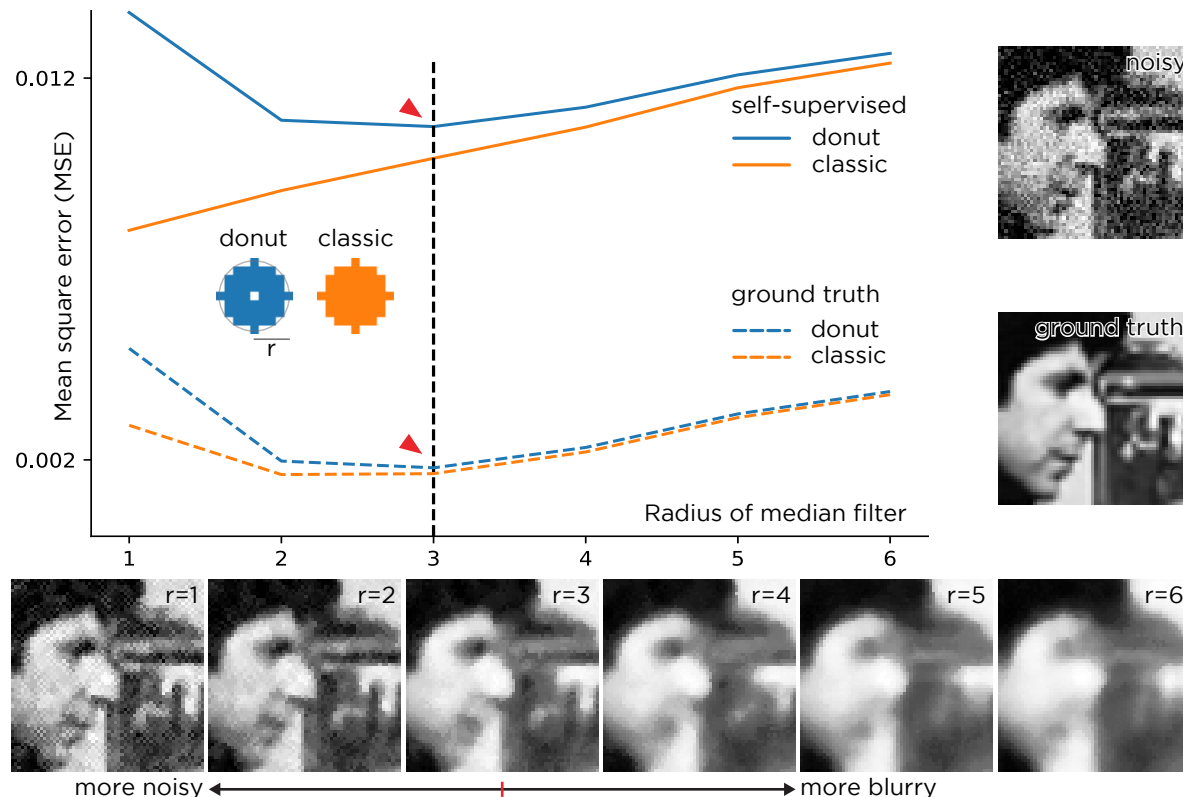 0.012
0.002
Mean square error (MSE)
self-supervised
donut
classic
donut
classic
r
ground truth
donut
classic
Radius of median filter
1 2 3 4 5 6
noisy
ground truth
r=1 r=2 r=3 r=4 r=5 r=6
more noisy
more blurry